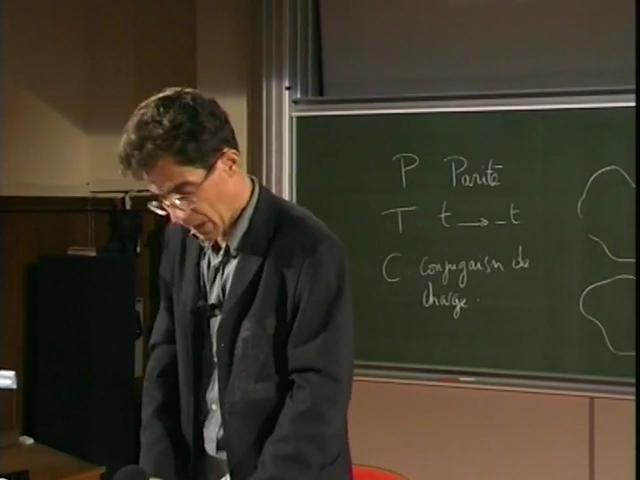 P Parité
T t → -t
C conjugaison de
charge.